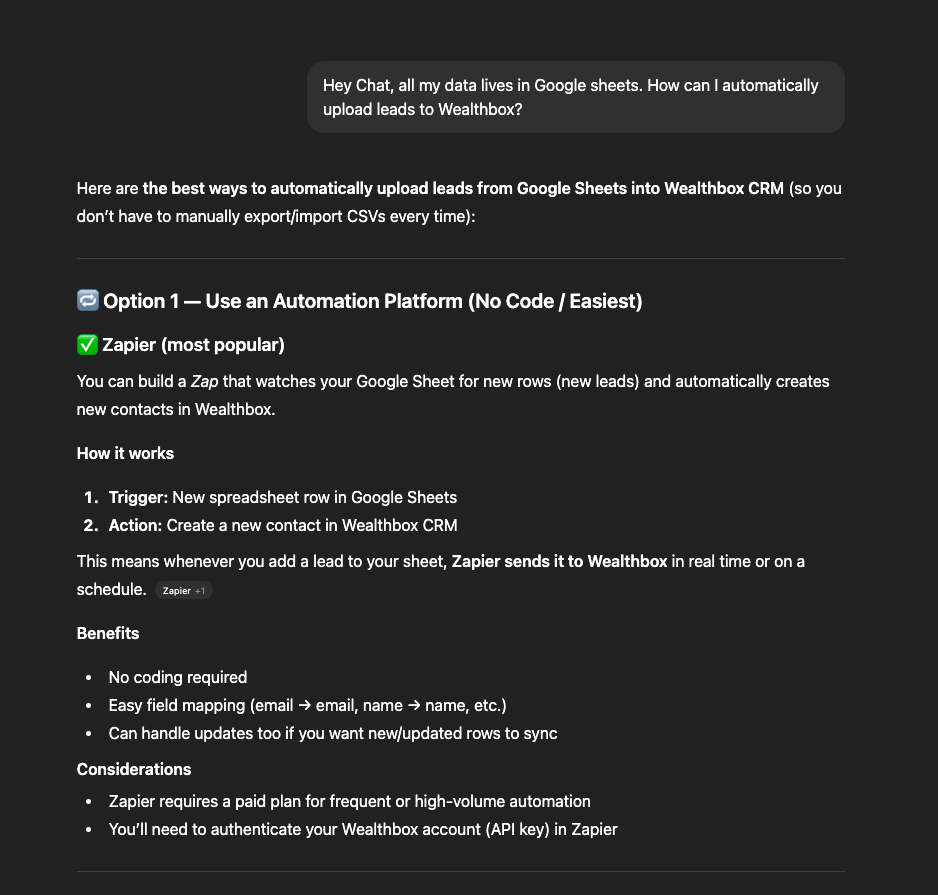 Hey Chat, all my data lives in Google sheets. How can I automatically
upload leads to Wealthbox?
Here are the best ways to automatically upload leads from Google Sheets into Wealthbox CRM (so you
don’t have to manually export/import CSVs every time):
🔁 Option 1 — Use an Automation Platform (No Code / Easiest)
✅ Zapier (most popular)
You can build a Zap that watches your Google Sheet for new rows (new leads) and automatically creates
new contacts in Wealthbox.
How it works
1. Trigger: New spreadsheet row in Google Sheets
2. Action: Create a new contact in Wealthbox CRM
This means whenever you add a lead to your sheet, Zapier sends it to Wealthbox in real time or on a
schedule. Zapier +1
Benefits
• No coding required
• Easy field mapping (email → email, name → name, etc.)
• Can handle updates too if you want new/updated rows to sync
Considerations
• Zapier requires a paid plan for frequent or high-volume automation
• You’ll need to authenticate your Wealthbox account (API key) in Zapier